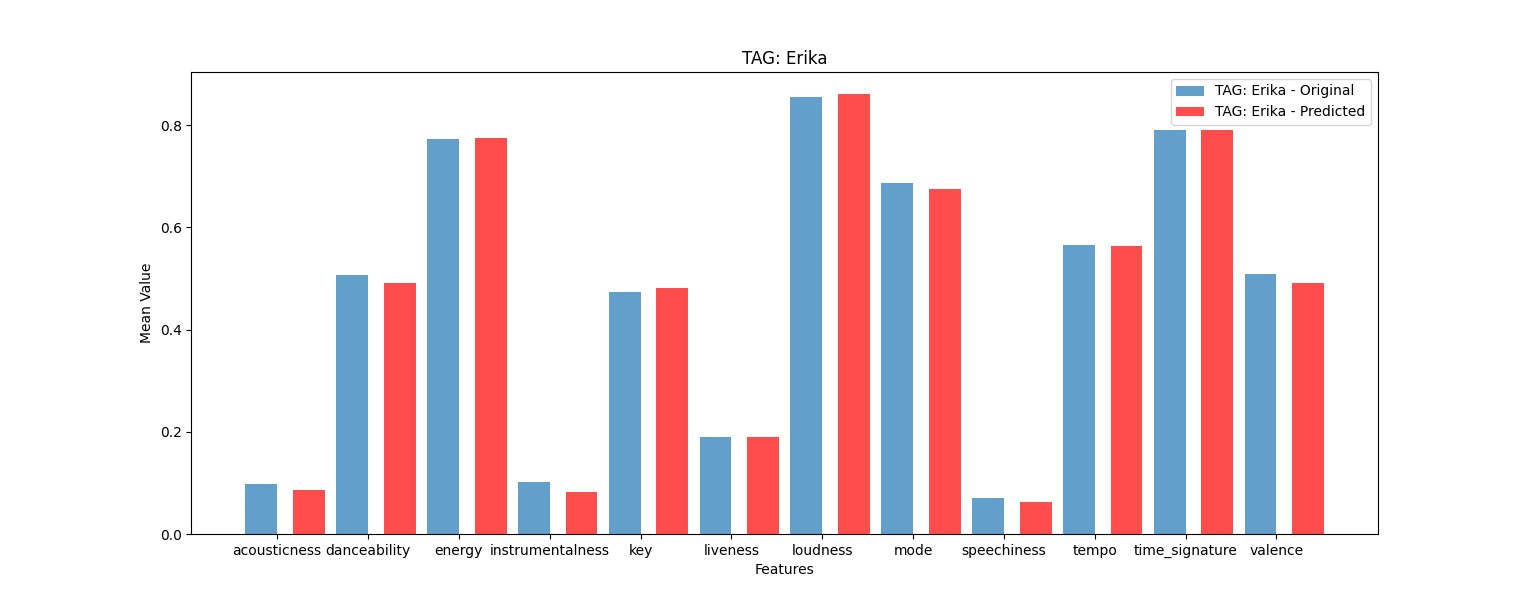 TAG: Erika
TAG: Erika - Original
TAG: Erika - Predicted
Mean Value
0.8
0.6
0.4
0.2
0.0
acousticness danceability energy instrumentalness key liveness loudness mode speechiness tempo time_signature valence
Features